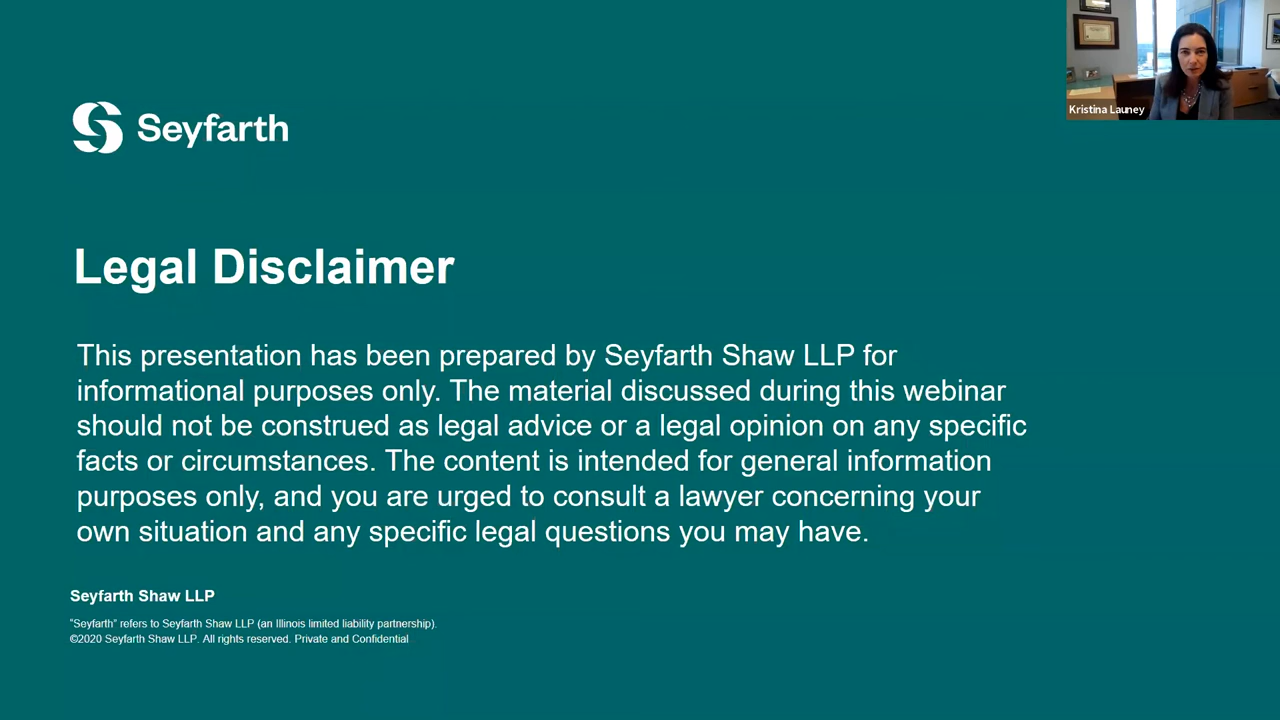 Kristina Launey
Seyfarth
Legal Disclaimer
This presentation has been prepared by Seyfarth Shaw LLP for
informational purposes only. The material discussed during this webinar
should not be construed as legal advice or a legal opinion on any specific
facts or circumstances. The content is intended for general information
purposes only, and you are urged to consult a lawyer concerning your
own situation and any specific legal questions you may have.
Seyfarth Shaw LLP
"Seyfarth" refers to Seyfarth Shaw LLP (an Illinois limited liability partnership).
©2020 Seyfarth Shaw LLP. All rights reserved. Private and Confidential